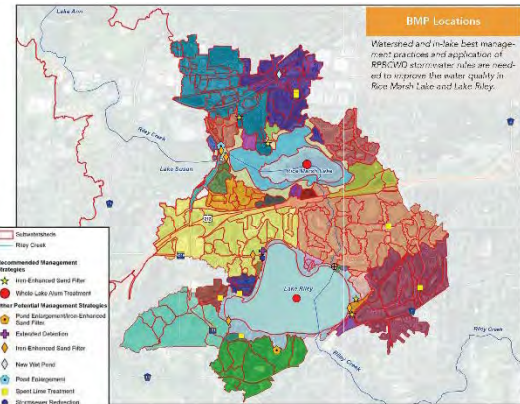 Lake Ann
BMP Locations
Watershed and in-lake best manage-
ment practices and application of
RPBCWD stormwater rules are need-
ed to improve the water quality in
Rice Marsh Lake and Lake Riley.
Riley Creek
Lake Susan
Rice Marsh Lake
Subwatersheds
Riley Creek
Recommended Management
Strategies
Iron-Enhanced Sand Filter
Whole-Lake Alum Treatment
Other Potential Management Strategies
Pond Enlargement/Iron-Enhanced
Sand Filter
Extended Detention
Iron-Enhanced Sand Filter
New Wet Pond
Pond Enlargement
Spent Lime Treatment
Stormwater Redirection
Lake Riley
Riley Creek
Riley Creek